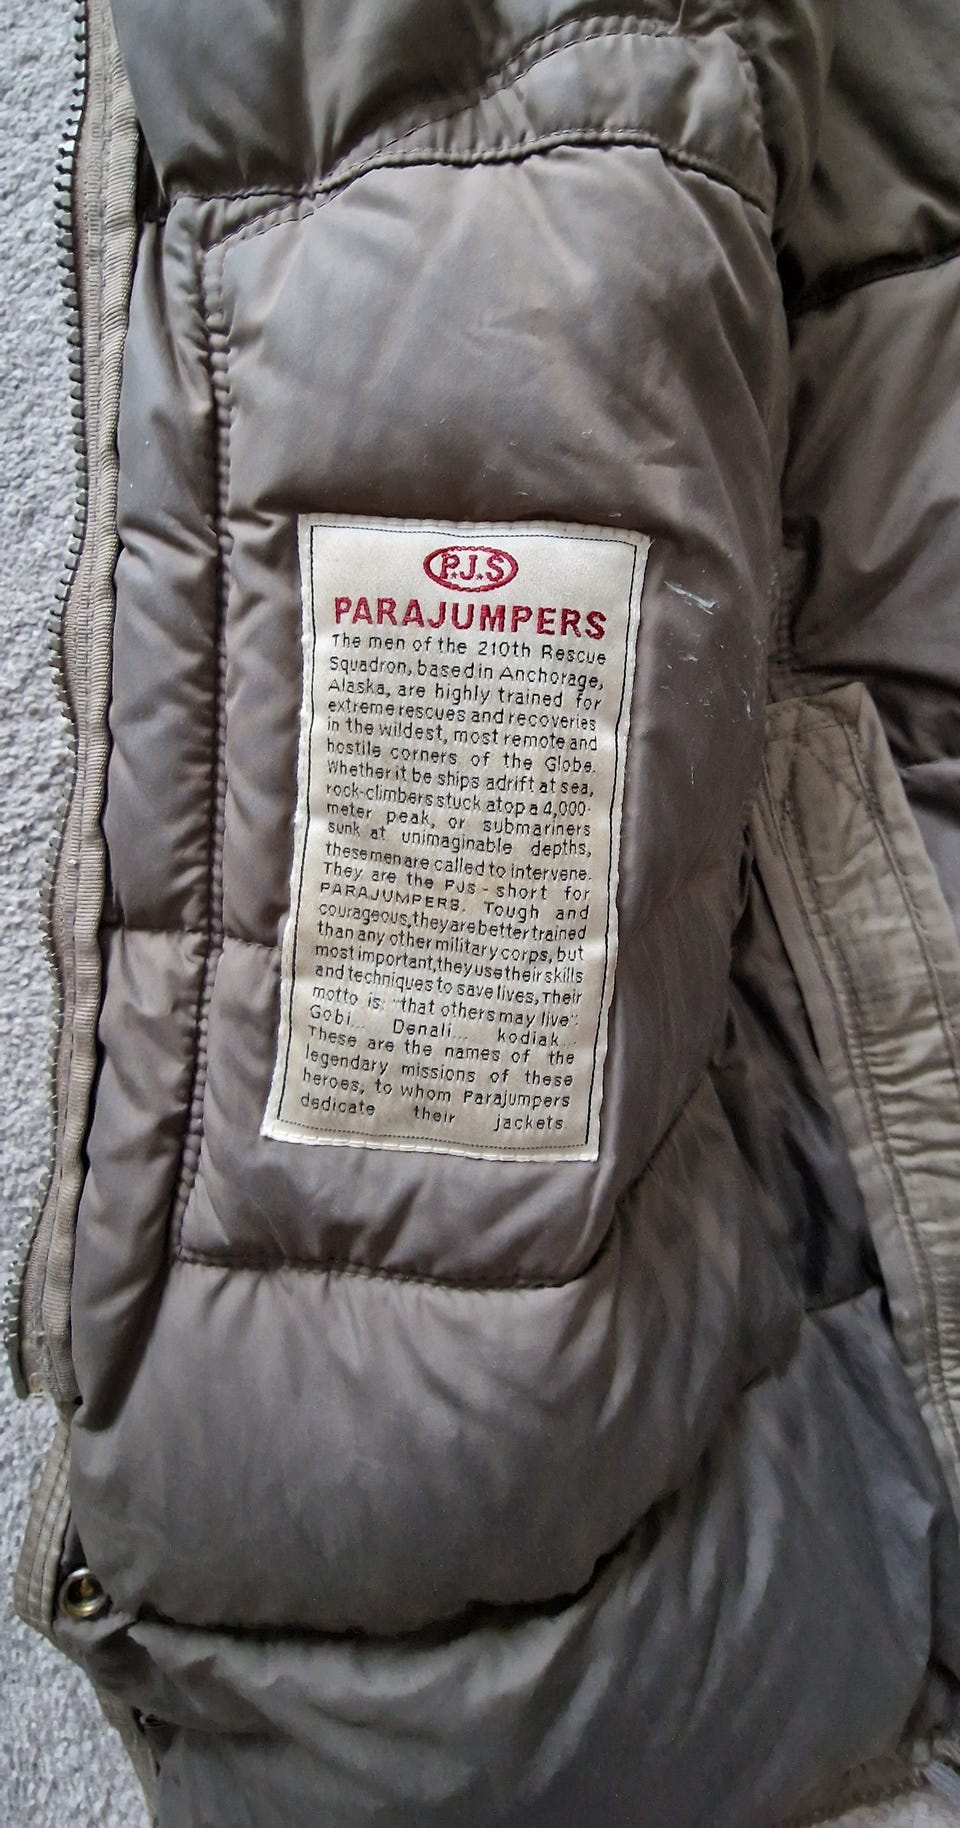 P.J.S
PARAJUMPERS
The men of the 210th Rescue
Squadron, based in Anchorage,
Alaska, are highly trained for
extreme rescues and recoveries
in the wildest, most remote and
hostile corners of the Globe.
Whether it be ships adrift at sea,
rock-climbers stuck atop a 4,000-
meter peak, or submariners
sunk at unimaginable depths,
these men are called to intervene.
They are the PJs - short for
PARAJUMPERS. Tough and
courageous, they are better trained
than any other military corps, but
most important, they use their skills
and techniques to save lives, Their
motto is: "that others may live".
Gobi... Denali... kodiak...
These are the names of the
legendary missions of these
heroes, to whom Parajumpers
dedicate their jackets